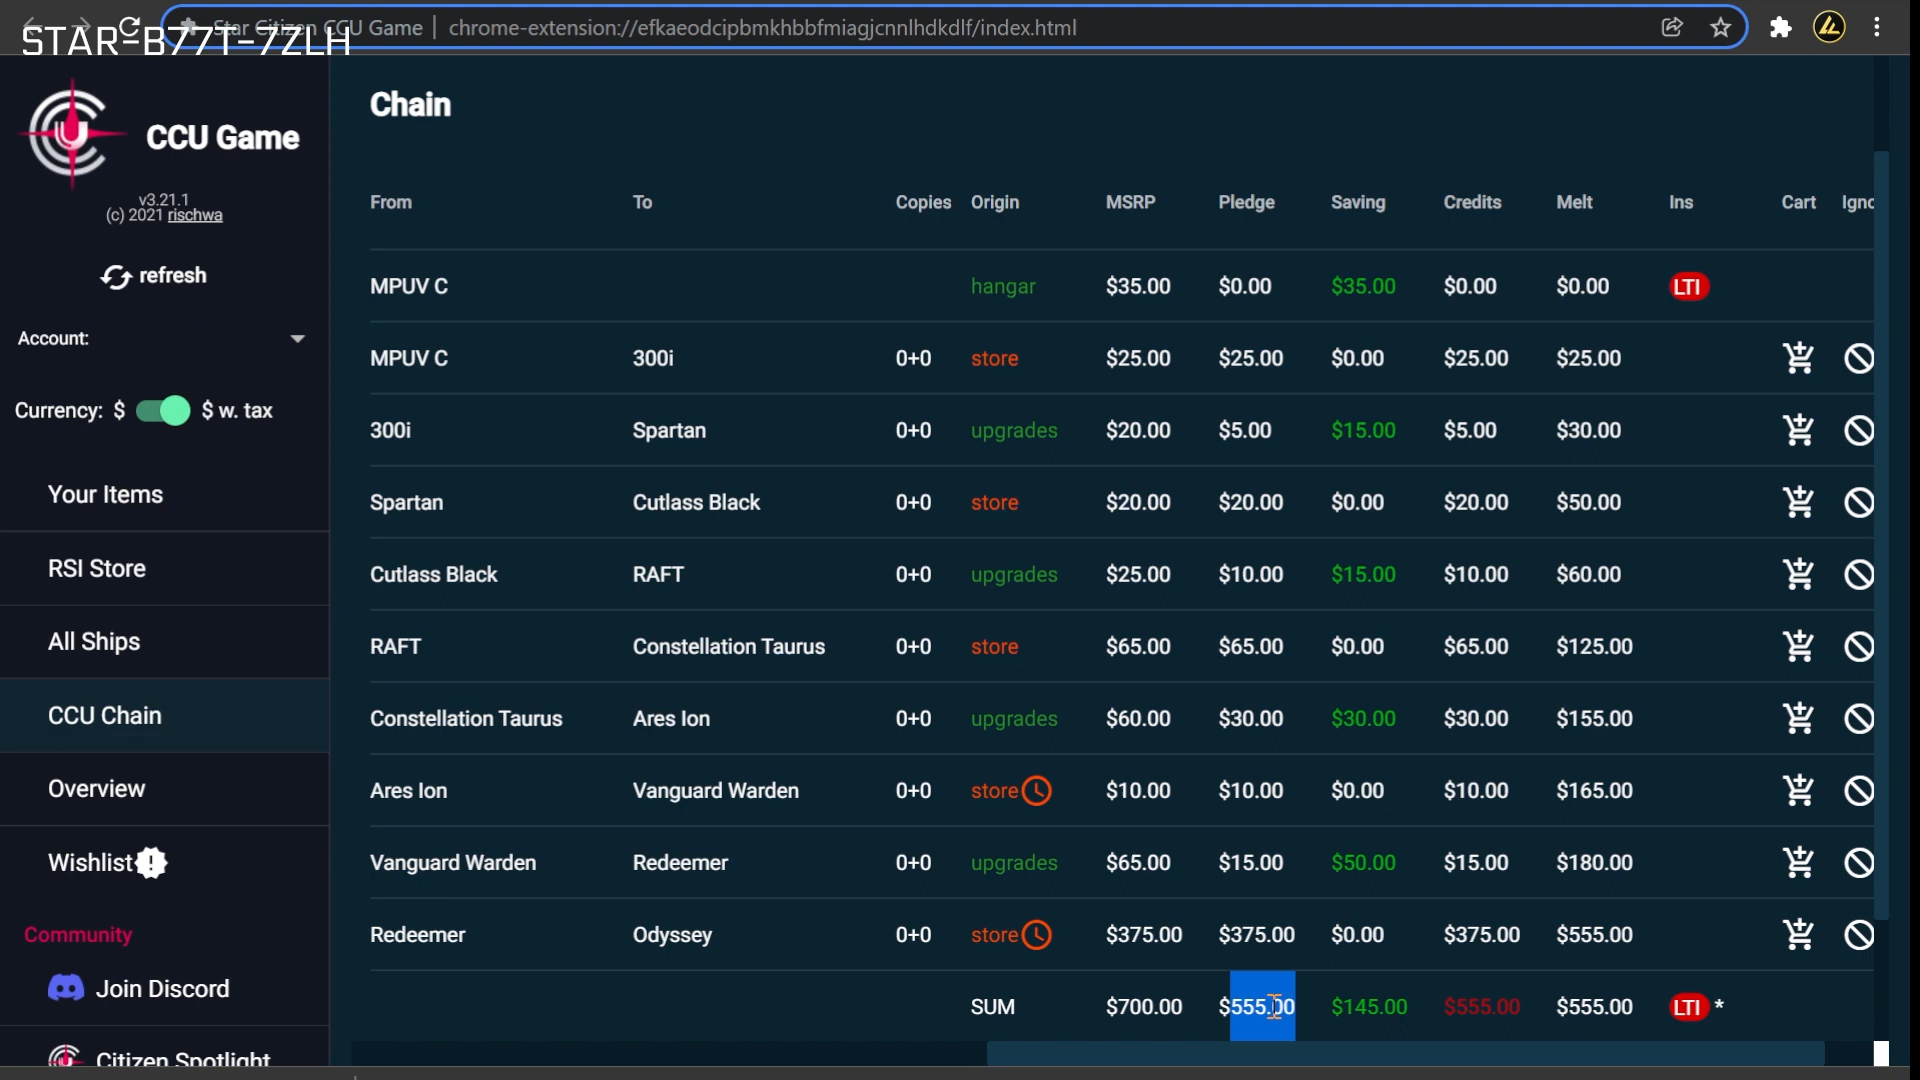 Star Citizen CCU Game | chrome-extension://efkaeodcipbmkhbbfmiagjcnnlhdkdlf/index.html
STAR-B77T-7ZLH
CCU Game
v3.21.1
(c) 2021 rischwa
refresh
Account:
Currency: $ $ w. tax
Your Items
RSI Store
All Ships
CCU Chain
Overview
Wishlist
Community
Join Discord
Citizen Spotlight
Chain
From To Copies Origin MSRP Pledge Saving Credits Melt Ins Cart Igno
MPUV C hangar $35.00 $0.00 $35.00 $0.00 $0.00 LTI
MPUV C 300i 0+0 store $25.00 $25.00 $0.00 $25.00 $25.00
300i Spartan 0+0 upgrades $20.00 $5.00 $15.00 $5.00 $30.00
Spartan Cutlass Black 0+0 store $20.00 $20.00 $0.00 $20.00 $50.00
Cutlass Black RAFT 0+0 upgrades $25.00 $10.00 $15.00 $10.00 $60.00
RAFT Constellation Taurus 0+0 store $65.00 $65.00 $0.00 $65.00 $125.00
Constellation Taurus Ares Ion 0+0 upgrades $60.00 $30.00 $30.00 $30.00 $155.00
Ares Ion Vanguard Warden 0+0 store $10.00 $10.00 $0.00 $10.00 $165.00
Vanguard Warden Redeemer 0+0 upgrades $65.00 $15.00 $50.00 $15.00 $180.00
Redeemer Odyssey 0+0 store $375.00 $375.00 $0.00 $375.00 $555.00
SUM $700.00 $555.00 $145.00 $555.00 $555.00 LTI *